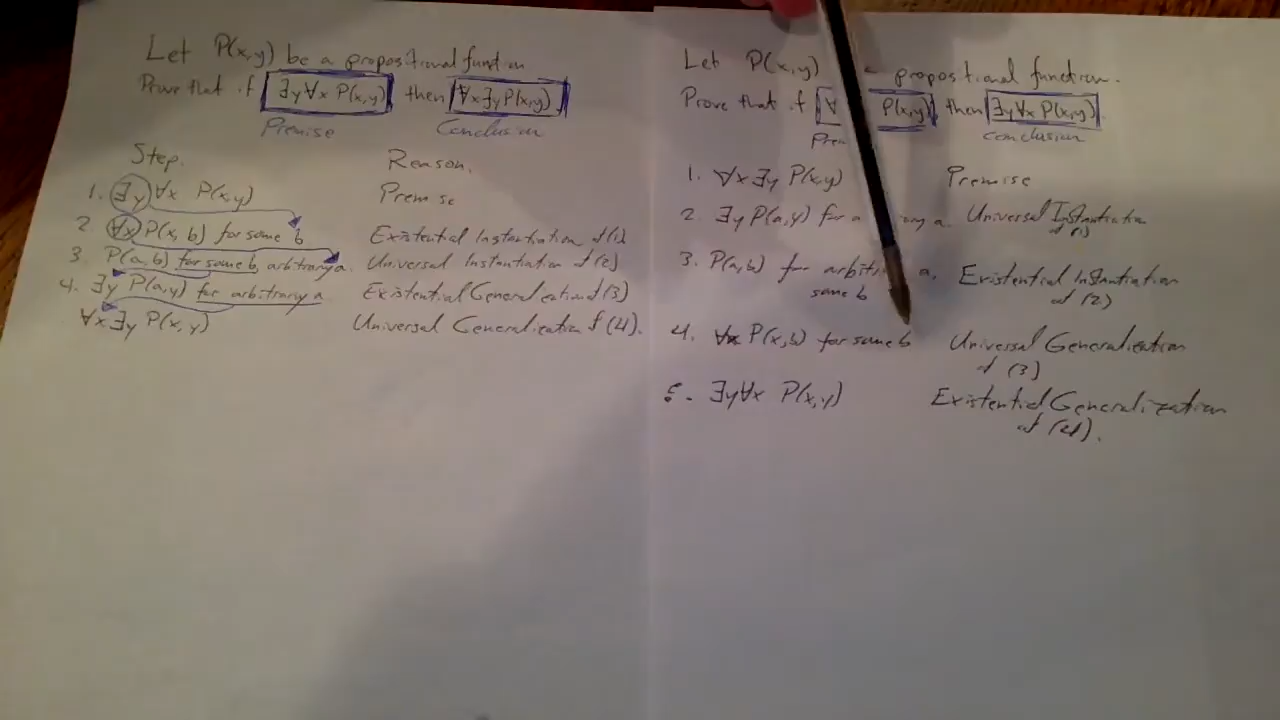 Let P(x,y) be a propositional function
Prove that if ∃y∀x P(x,y) then ∀x∃y P(x,y)
Premise Conclusion
Step. Reason.
1. ∃y ∀x P(x,y) Premise
2 ∀x P(x, b) for some b Existential Instantiation of (1)
3. P(a,b) for some b, arbitrary a. Universal Instantiation of (2)
4. ∃y P(a,y) for arbitrary a Existential Generalization of (3)
∀x∃y P(x,y) Universal Generalization of (4).
Let P(x,y) propositional function.
Prove that if ∀ P(x,y) then ∃y∀x P(x,y)
Conclusion
1. ∀x∃y P(x,y) Premise
2. ∃y P(a,y) for a. Universal Instantiation
of (1)
3. P(a,b) for a, Existential Instantiation
some b of (2)
4. ∀x P(x,b) for some b Universal Generalization
of (3)
5. ∃y∀x P(x,y) Existential Generalization
of (4).